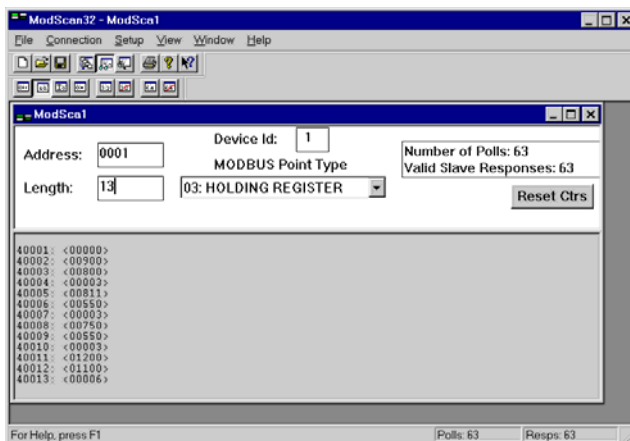 ModScan32 - ModSca1
File Connection Setup View Window Help
ModSca1
Address: 0001
Device Id: 1
Length: 13
MODBUS Point Type
03: HOLDING REGISTER
Number of Polls: 63
Valid Slave Responses: 63
Reset Ctrs
40001: <00000>
40002: <00900>
40003: <00800>
40004: <00003>
40005: <00811>
40006: <00550>
40007: <00003>
40008: <00750>
40009: <00550>
40010: <00003>
40011: <01200>
40012: <01100>
40013: <00006>
For Help, press F1
Polls: 63
Resps: 63